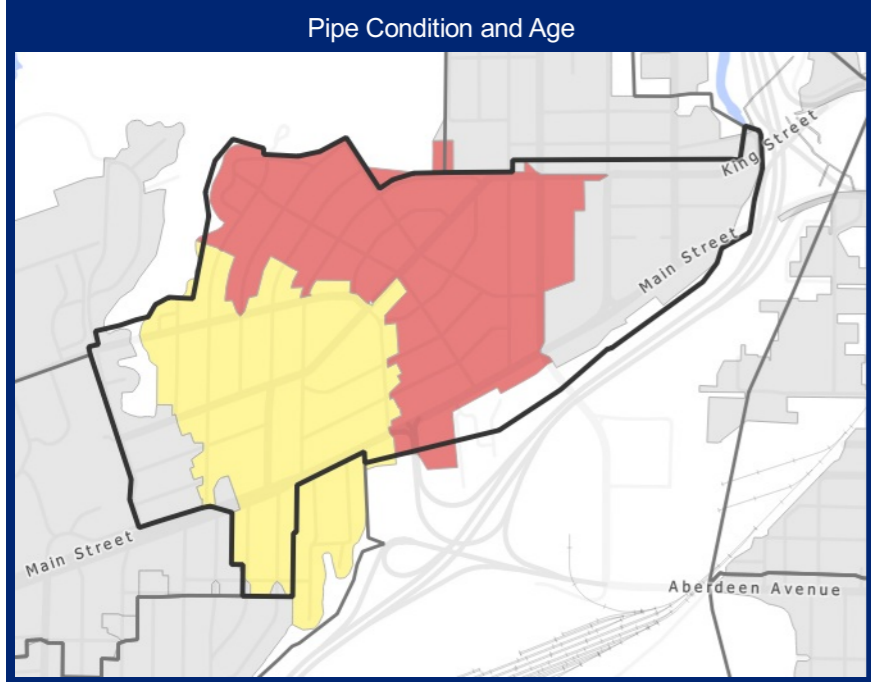 Pipe Condition and Age
King Street
Main Street
Main Street
Aberdeen Avenue